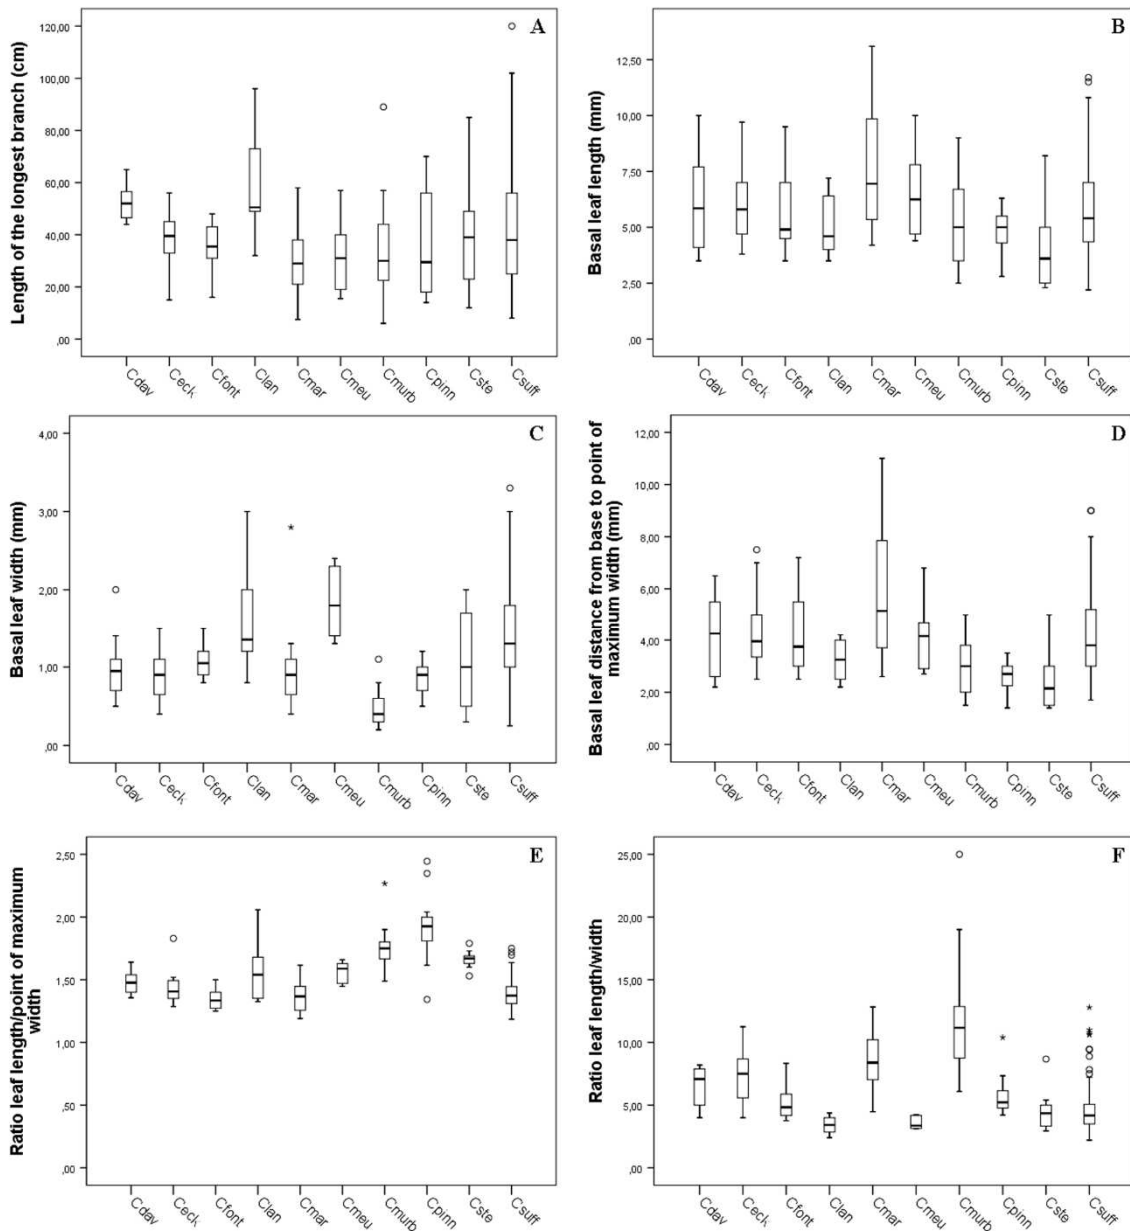 A
Length of the longest branch (cm)
120,00
100,00
80,00
60,00
40,00
20,00
,00
Cdav Ceck Cfont Clan Cmar Cmeu Cmurb Cpinn Cste Csuff
B
Basal leaf length (mm)
12,50
10,00
7,50
5,00
2,50
,00
Cdav Ceck Cfont Clan Cmar Cmeu Cmurb Cpinn Cste Csuff
C
Basal leaf width (mm)
4,00
3,00
2,00
1,00
,00
Cdav Ceck Cfont Clan Cmar Cmeu Cmurb Cpinn Cste Csuff
D
Basal leaf distance from base to point of
maximum width (mm)
12,00
10,00
8,00
6,00
4,00
2,00
,00
Cdav Ceck Cfont Clan Cmar Cmeu Cmurb Cpinn Cste Csuff
E
Ratio leaf length/point of maximum
width
2,50
2,00
1,50
1,00
,50
,00
Cdav Ceck Cfont Clan Cmar Cmeu Cmurb Cpinn Cste Csuff
F
Ratio leaf length/width
25,00
20,00
15,00
10,00
5,00
,00
Cdav Ceck Cfont Clan Cmar Cmeu Cmurb Cpinn Cste Csuff